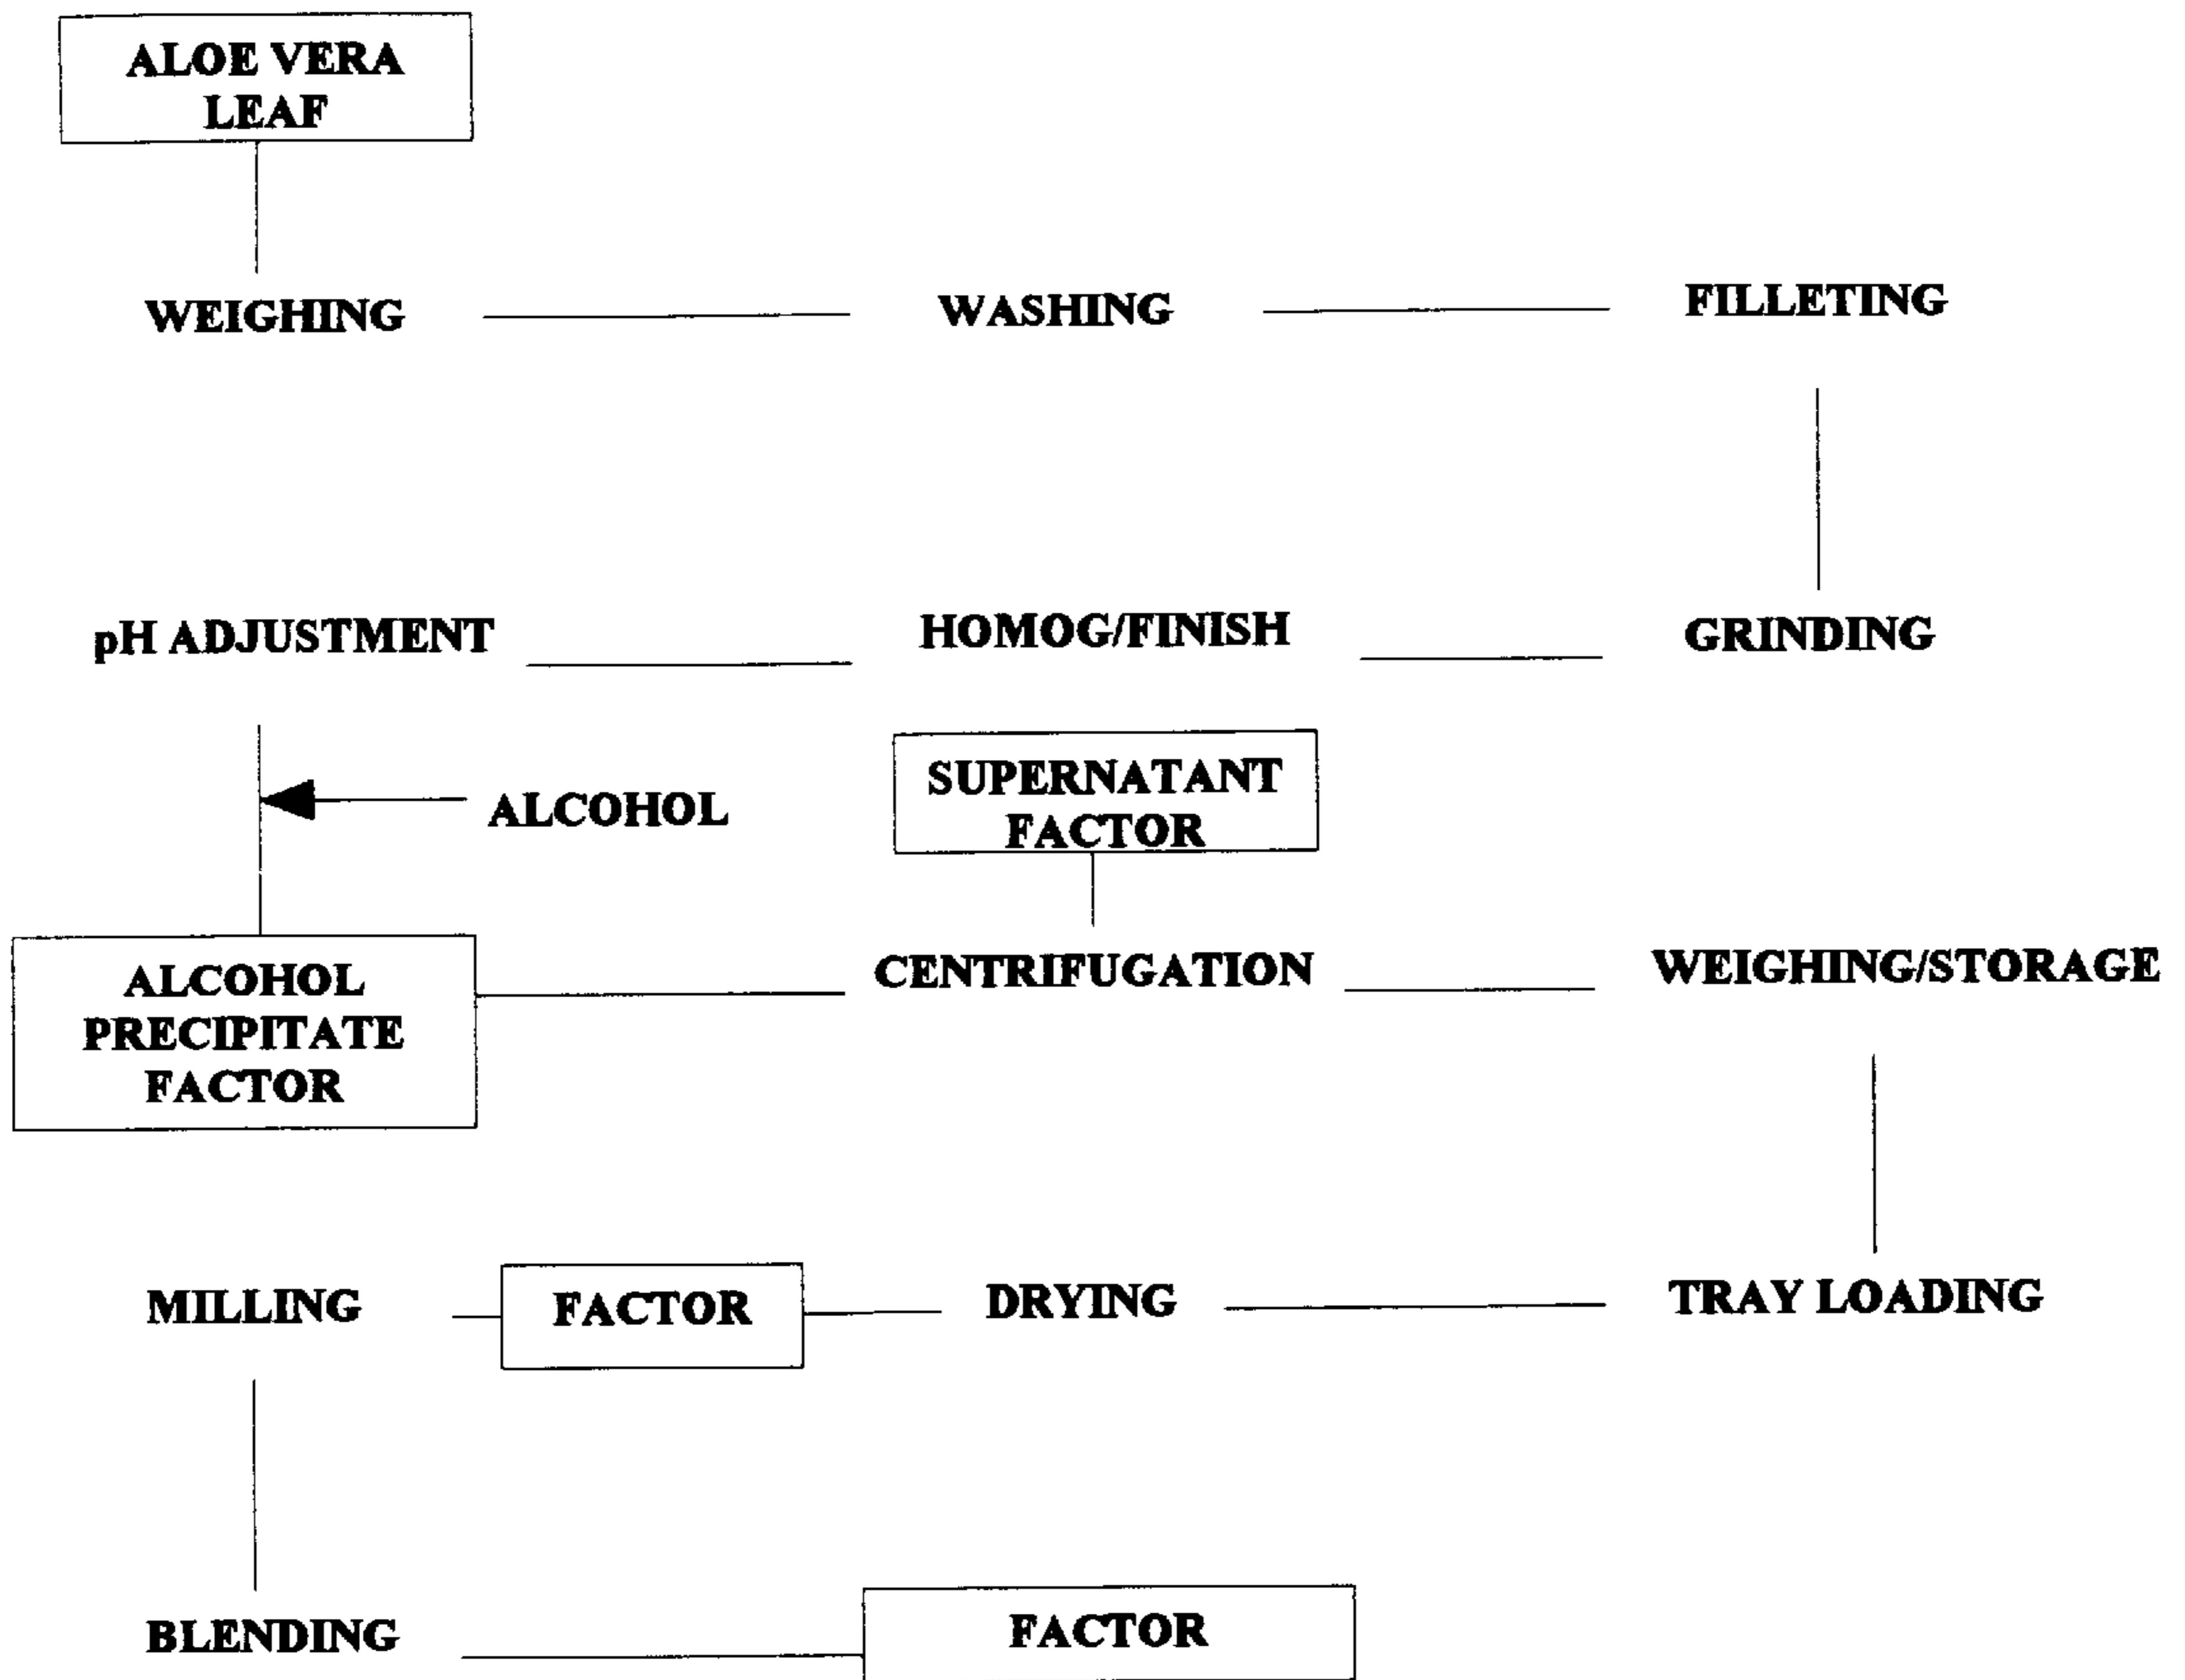 ALOE VERA
LEAF
WEIGHING
WASHING
FILLETING
pH ADJUSTMENT
HOMOG/FINISH
GRINDING
ALCOHOL
SUPERNATANT
FACTOR
ALCOHOL
PRECIPITATE
FACTOR
CENTRIFUGATION
WEIGHING/STORAGE
MILLING
FACTOR
DRYING
TRAY LOADING
BLENDING
FACTOR